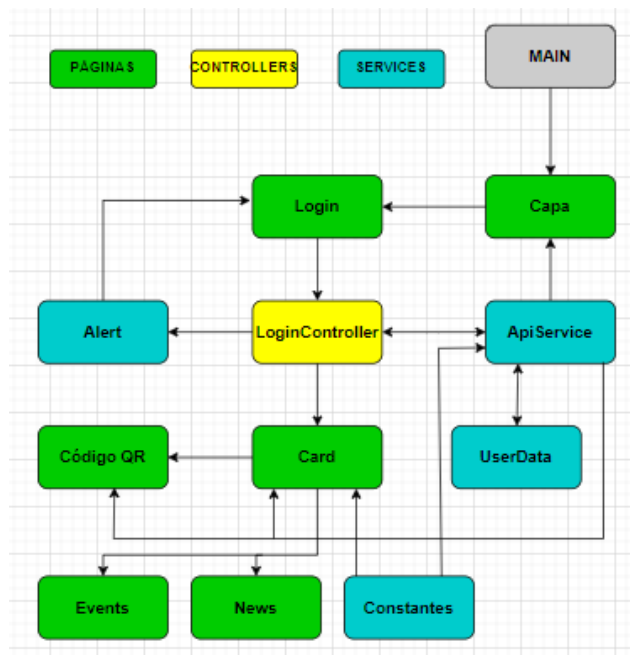 PÁGINAS
CONTROLLERS
SERVICES
MAIN
Login
Capa
Alert
LoginController
ApiService
Código QR
Card
UserData
Events
News
Constantes